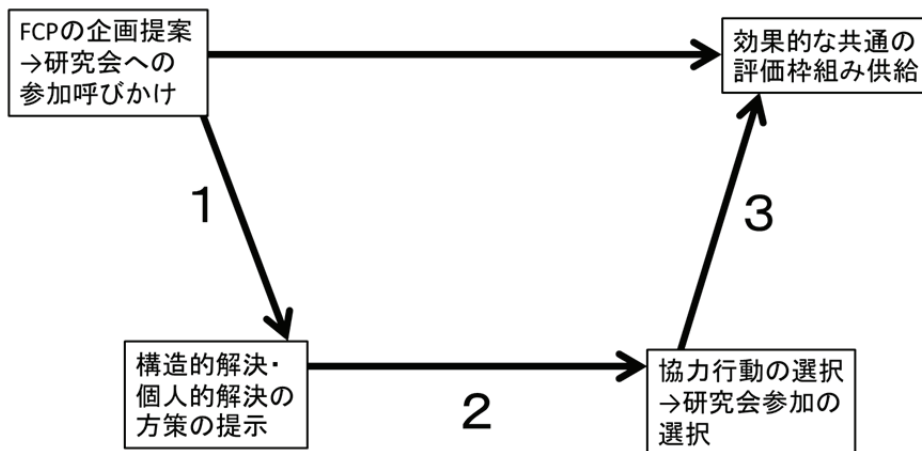 FCPの企画提案
→研究会への
参加呼びかけ
効果的な共通の
評価枠組み供給
1
3
構造的解決・
個人的解決の
方策の提示
2
協力行動の選択
→研究会参加の
選択